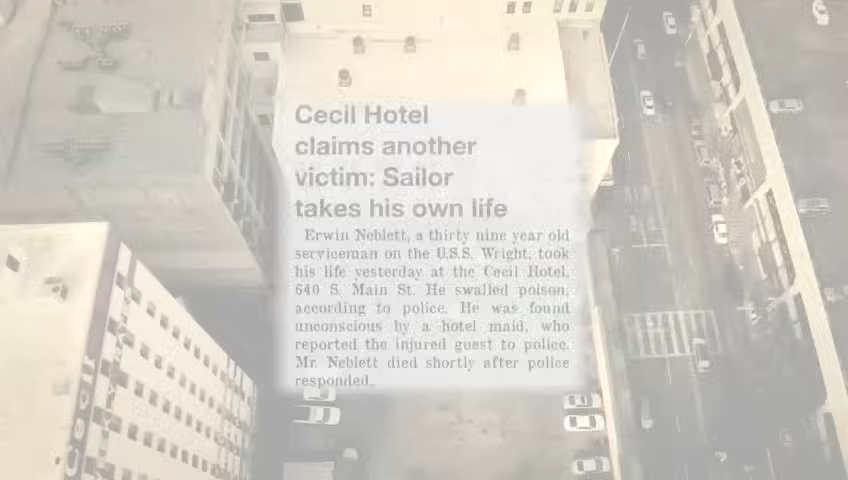 Cecil Hotel
claims another
victim: Sailor
takes his own life
Erwin Neblett, a thirty nine year old
serviceman on the U.S.S. Wright, took
his life yesterday at the Cecil Hotel,
640 S. Main St. He swalled poison,
according to police. He was found
unconscious by a hotel maid, who
reported the injured guest to police.
Mr. Neblett died shortly after police
responded.
Cecil